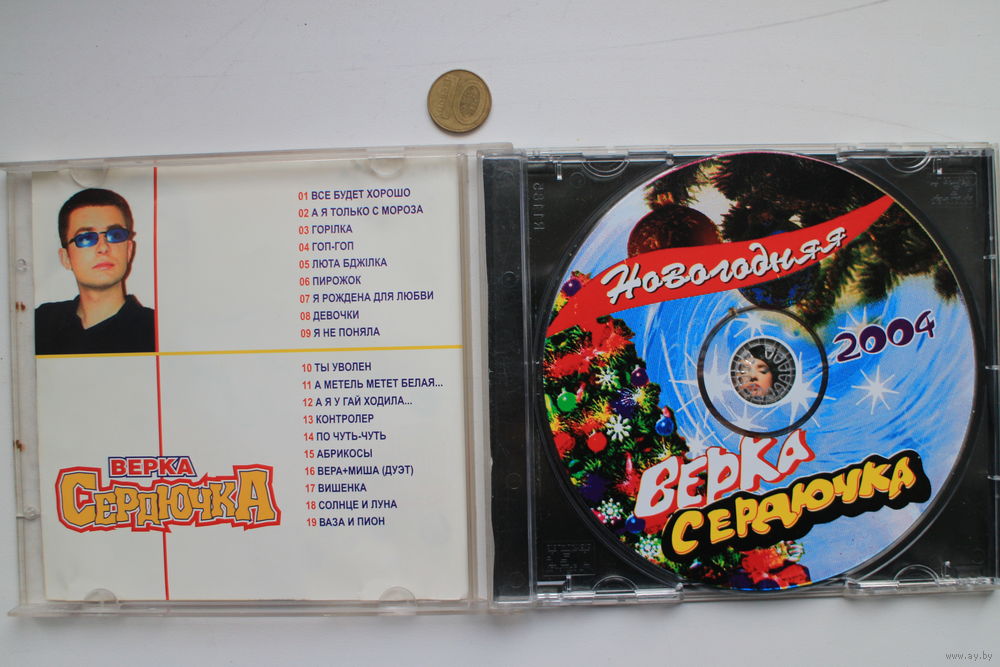 01 ВСЕ БУДЕТ ХОРОШО
02 А Я ТОЛЬКО С МОРОЗА
03 ГОРІЛКА
04 ГОП-ГОП
05 ЛЮТА БДЖІЛКА
06 ПИРОЖОК
07 Я РОЖДЕНА ДЛЯ ЛЮБВИ
08 ДЕВОЧКИ
09 Я НЕ ПОНЯЛА
10 ТЫ УВОЛЕН
11 А МЕТЕЛЬ МЕТЕТ БЕЛАЯ...
12 А Я У ГАЙ ХОДИЛА...
13 КОНТРОЛЕР
14 ПО ЧУТЬ-ЧУТЬ
15 АБРИКОСЫ
16 ВЕРА+МИША (ДУЭТ)
17 ВИШЕНКА
18 СОЛНЦЕ И ЛУНА
19 ВАЗА И ПИОН
ВЕРКА
СЕРДЮЧКА
Новогодняя
2004
ВЕРКА
СЕРДЮЧКА
www.ay.by